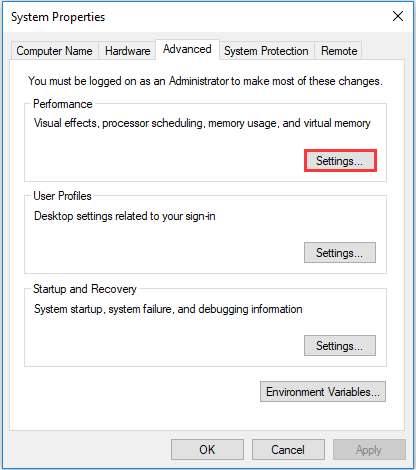 System Properties
Computer Name Hardware Advanced System Protection Remote
You must be logged on as an Administrator to make most of these changes.
Perfomance
Visual effects, processor scheduling, memory usage, and virtual memory
Settings...
User Profiles
Desktop settings related to your sign-in
Settings...
Startup and Recovery
System startup, system failure, and debugging information
Settings...
Environment Variables...
OK Cancel Apply